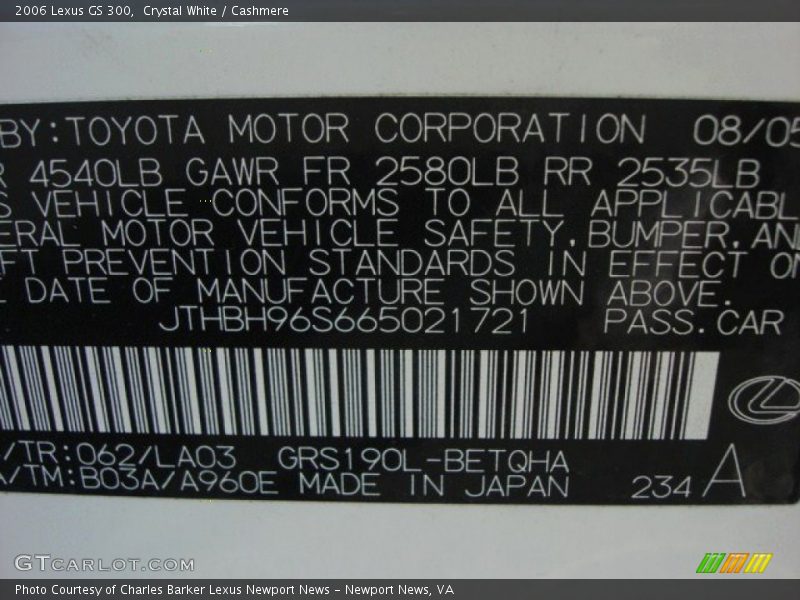 2006 Lexus GS 300, Crystal White / Cashmere
BY:TOYOTA MOTOR CORPORATION 08/05
R 4540LB GAWR FR 2580LB RR 2535LB
S VEHICLE CONFORMS TO ALL APPLICABL
ERAL MOTOR VEHICLE SAFETY, BUMPER, AN
FT PREVENTION STANDARDS IN EFFECT ON
E DATE OF MANUFACTURE SHOWN ABOVE.
JTHBH96S665021721 PASS.CAR
/TR:062/LA03 GRS190L-BETQHA
A/TM:B03A/A960E MADE IN JAPAN 234 A
GTCARLOT.COM
Photo Courtesy of Charles Barker Lexus Newport News - Newport News, VA